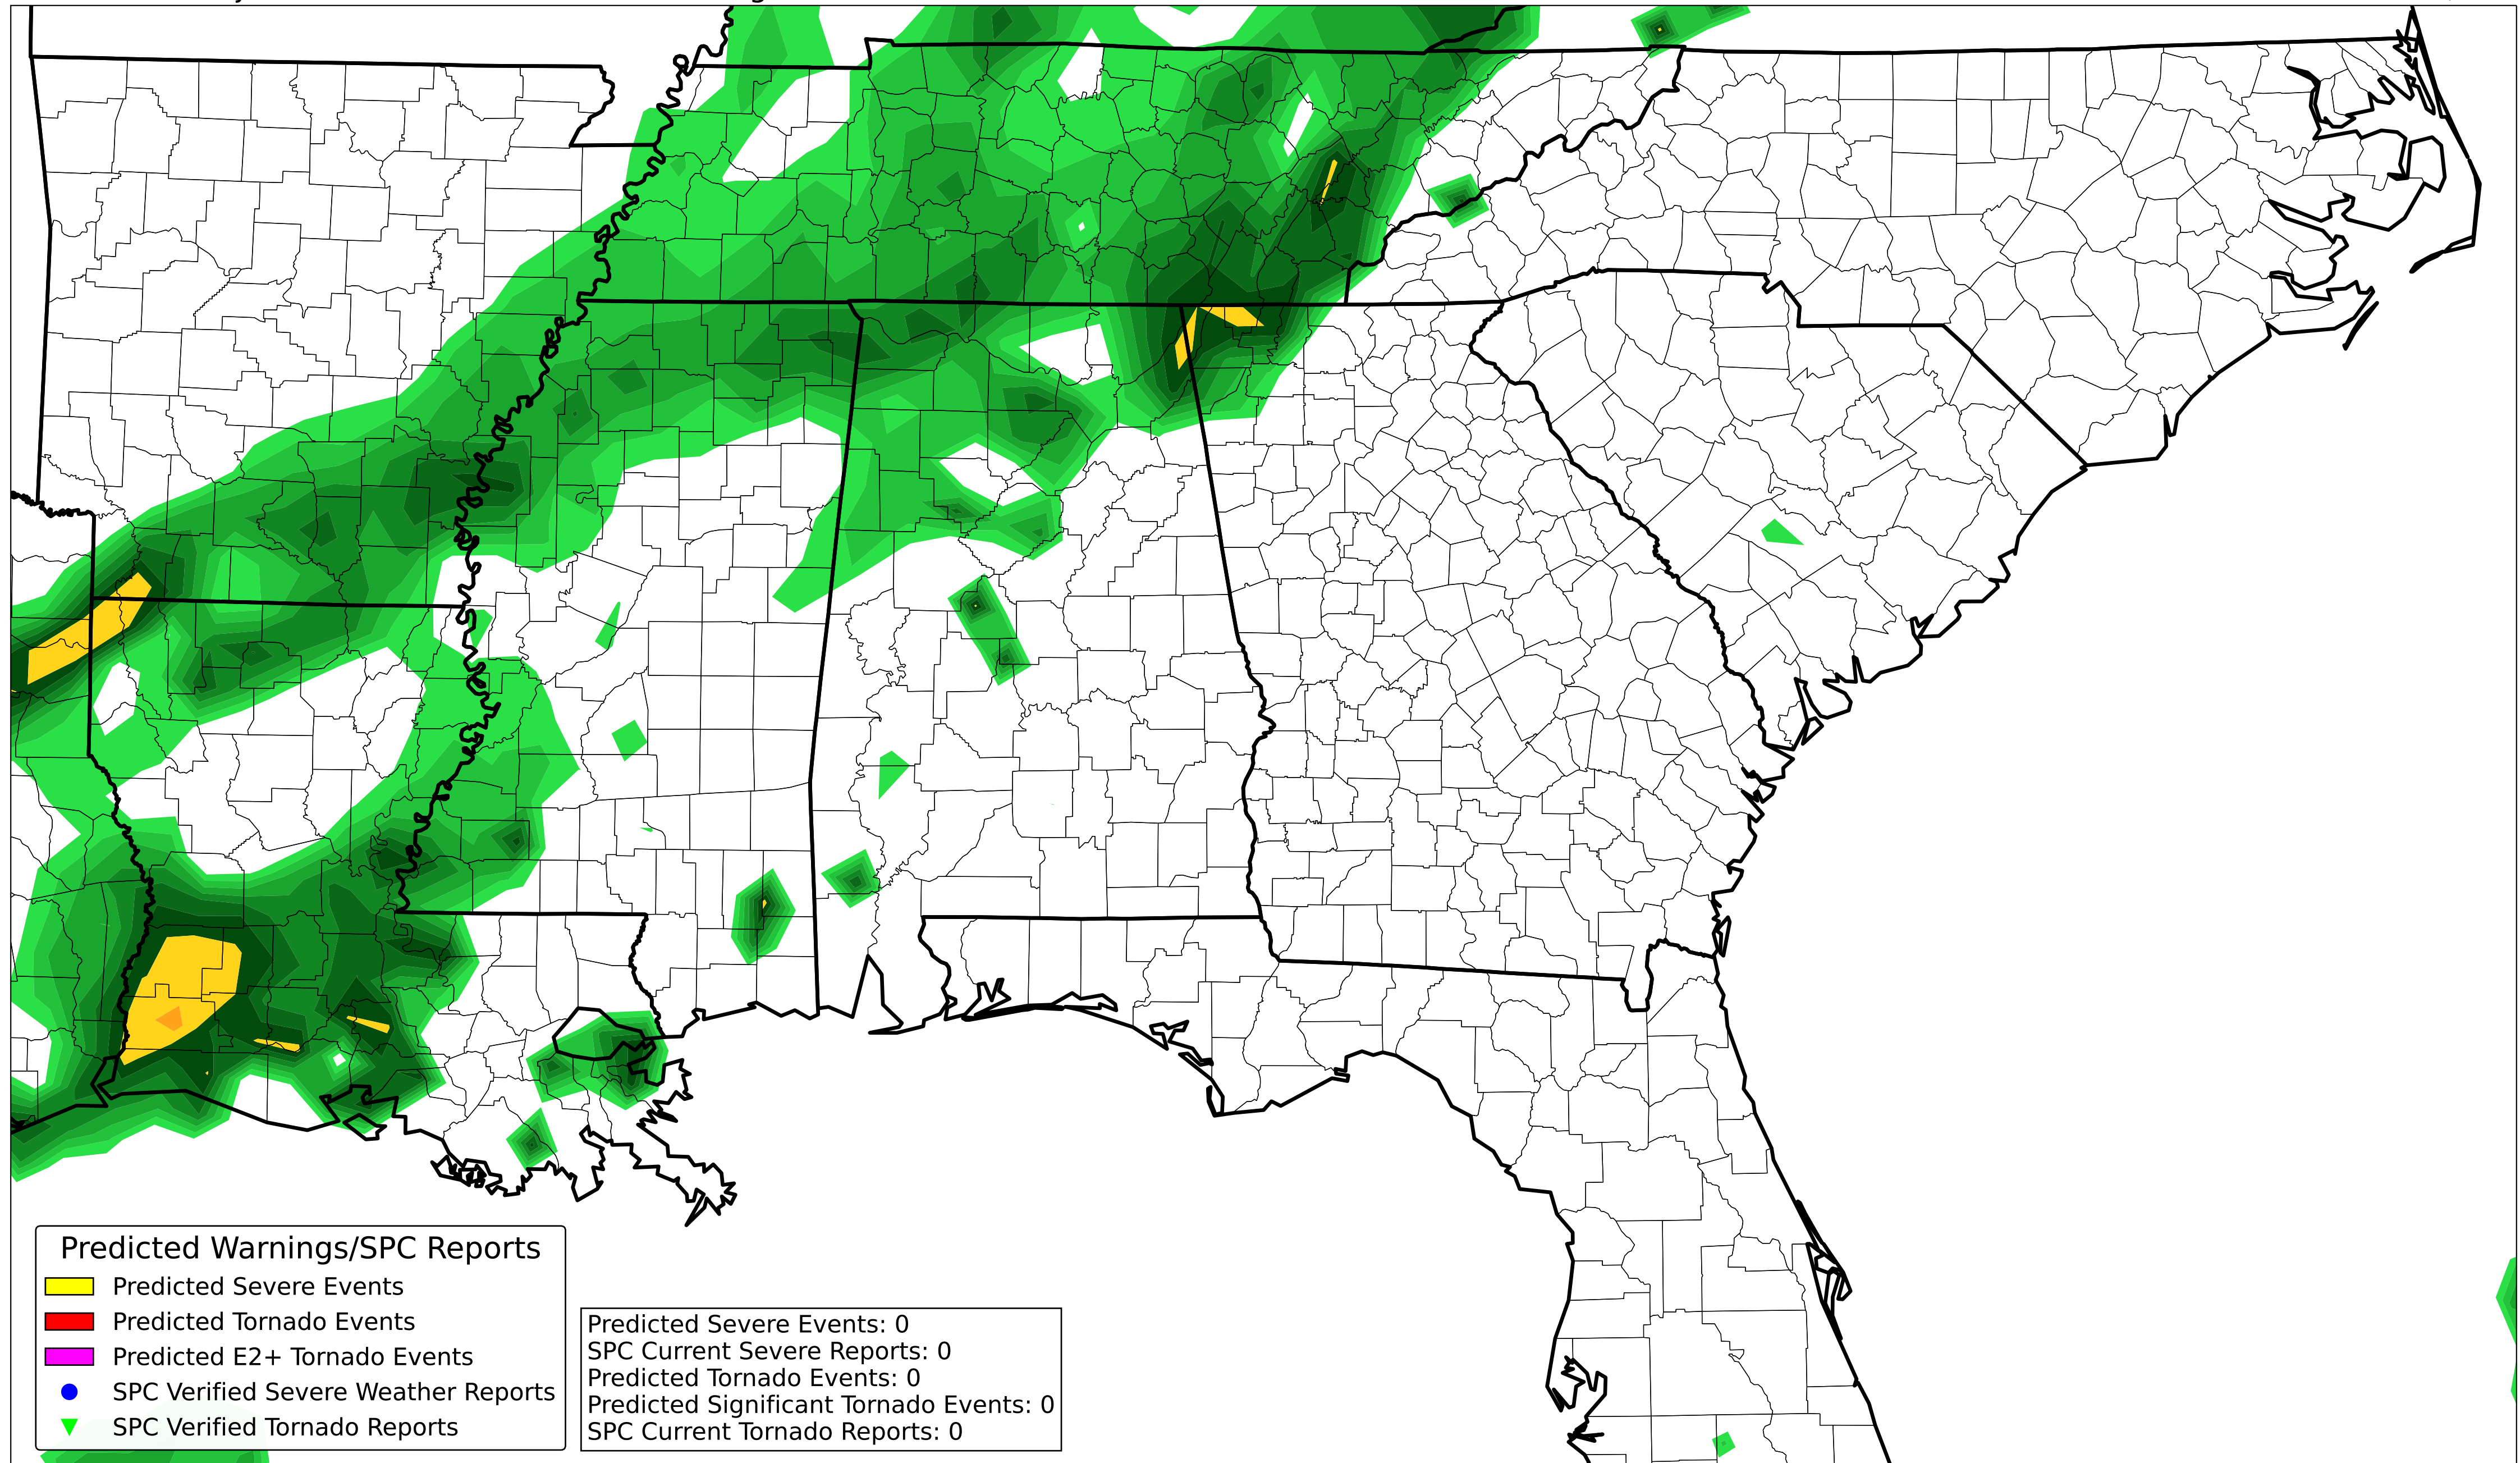 Predicted Warnings/SPC Reports
Predicted Severe Events
Predicted Tornado Events
Predicted E2+ Tornado Events
SPC Verified Severe Weather Reports
SPC Verified Tornado Reports
Predicted Severe Events: 0
SPC Current Severe Reports: 0
Predicted Tornado Events: 0
Predicted Significant Tornado Events: 0
SPC Current Tornado Reports: 0